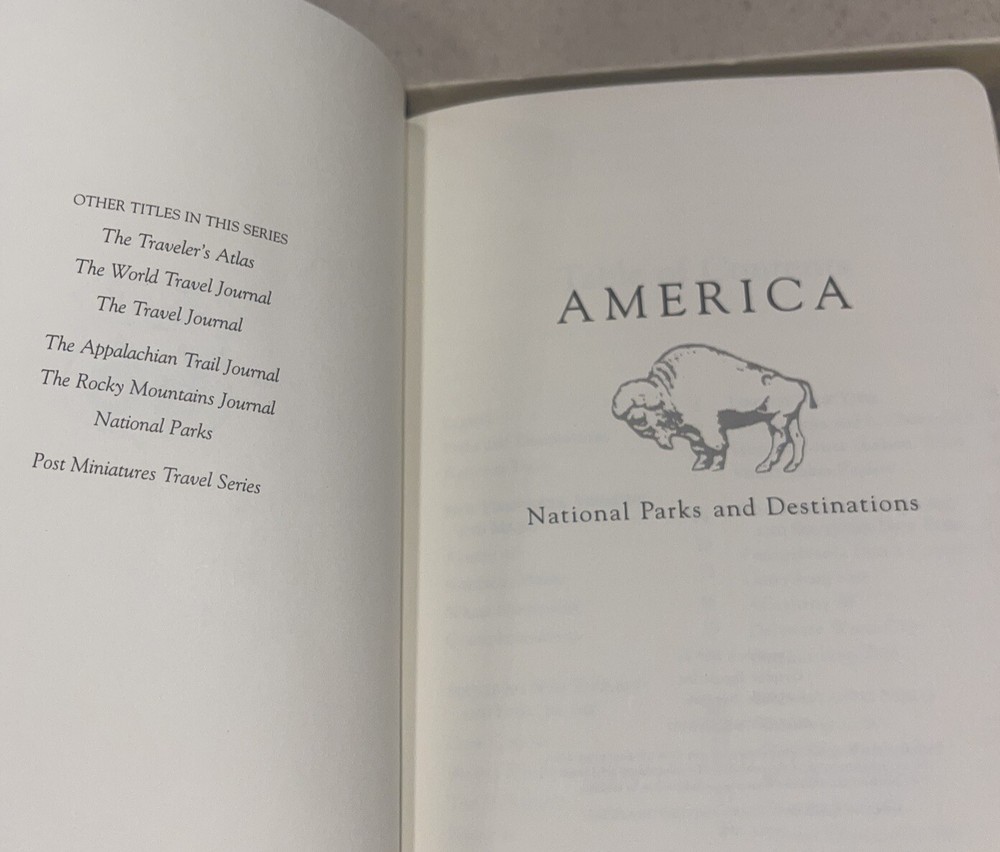 OTHER TITLES IN THIS SERIES
The Traveler's Atlas
The World Travel Journal
The Travel Journal
The Appalachian Trail Journal
The Rocky Mountains Journal
National Parks
Post Miniatures Travel Series
AMERICA
National Parks and Destinations